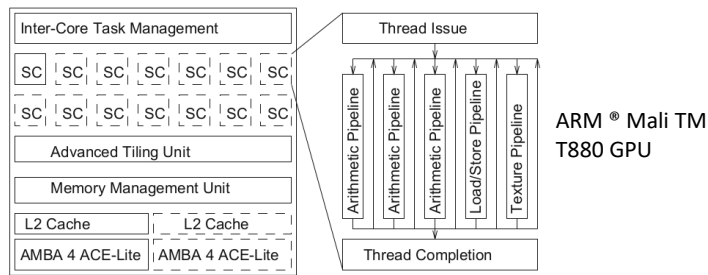 Inter-Core Task Management
SC SC SC SC SC SC SC
SC SC SC SC SC SC SC
Advanced Tiling Unit
Memory Management Unit
L2 Cache
L2 Cache
AMBA 4 ACE-Lite
AMBA 4 ACE-Lite
Thread Issue
Arithmetic Pipeline
Arithmetic Pipeline
Arithmetic Pipeline
Load/Store Pipeline
Texture Pipeline
Thread Completion
ARM ® Mali TM
T880 GPU